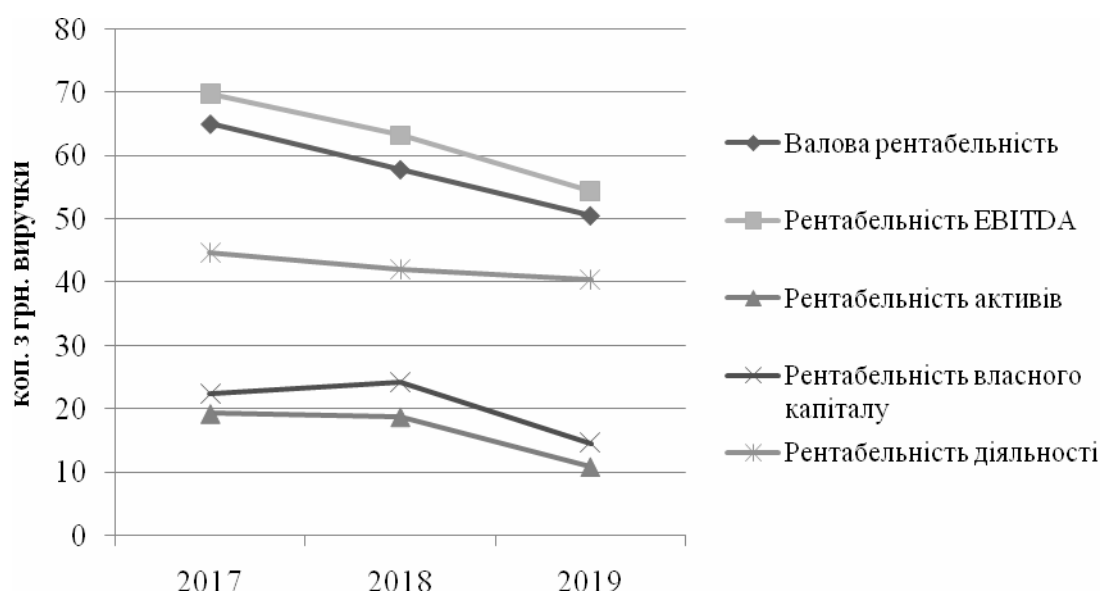 80
70
60
50
40
30
20
10
0
коп. з грн. виручки
2017 2018 2019
Валова рентабельність
Рентабельність EBITDA
Рентабельність активів
Рентабельність власного
капіталу
Рентабельність діяльності